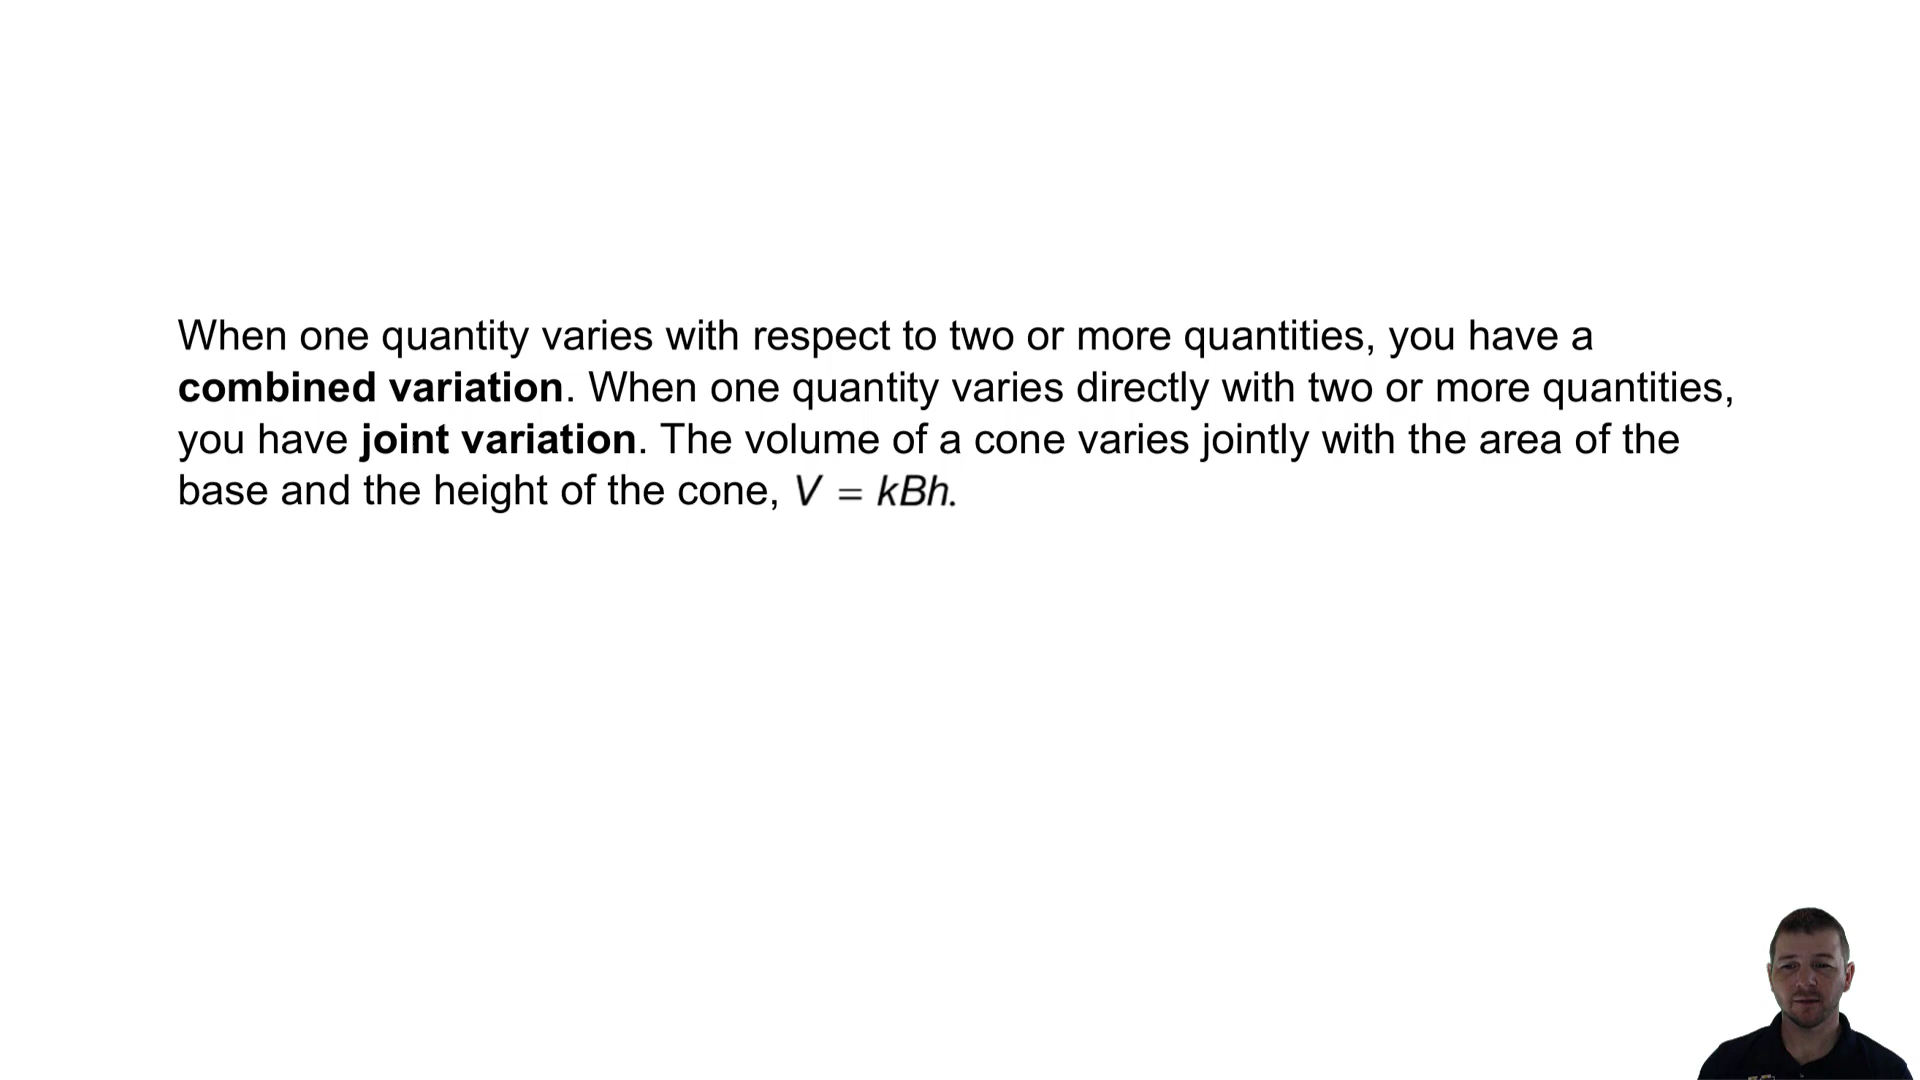 When one quantity varies with respect to two or more quantities, you have a
combined variation. When one quantity varies directly with two or more quantities,
you have joint variation. The volume of a cone varies jointly with the area of the
base and the height of the cone, V = kBh.